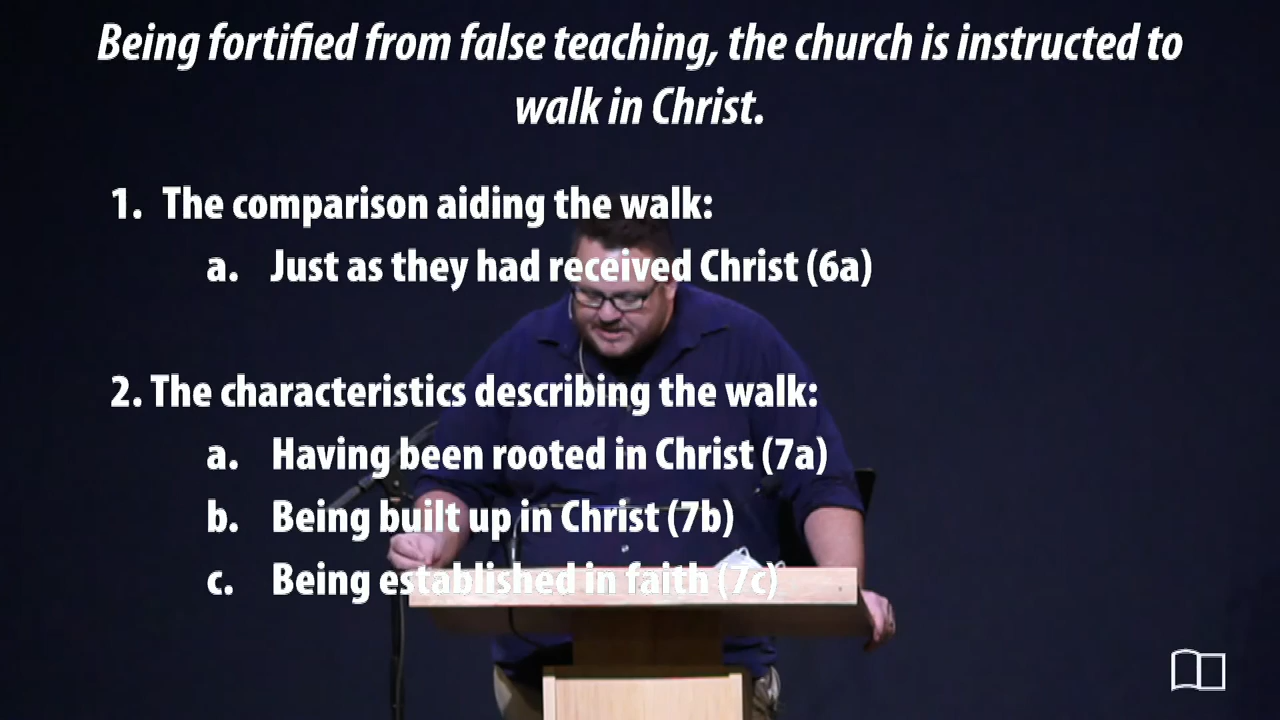 Being fortified from false teaching, the church is instructed to
walk in Christ.
1. The comparison aiding the walk:
a. Just as they had received Christ (6a)
2. The characteristics describing the walk:
a. Having been rooted in Christ (7a)
b. Being built up in Christ (7b)
c. Being established in faith (7c)